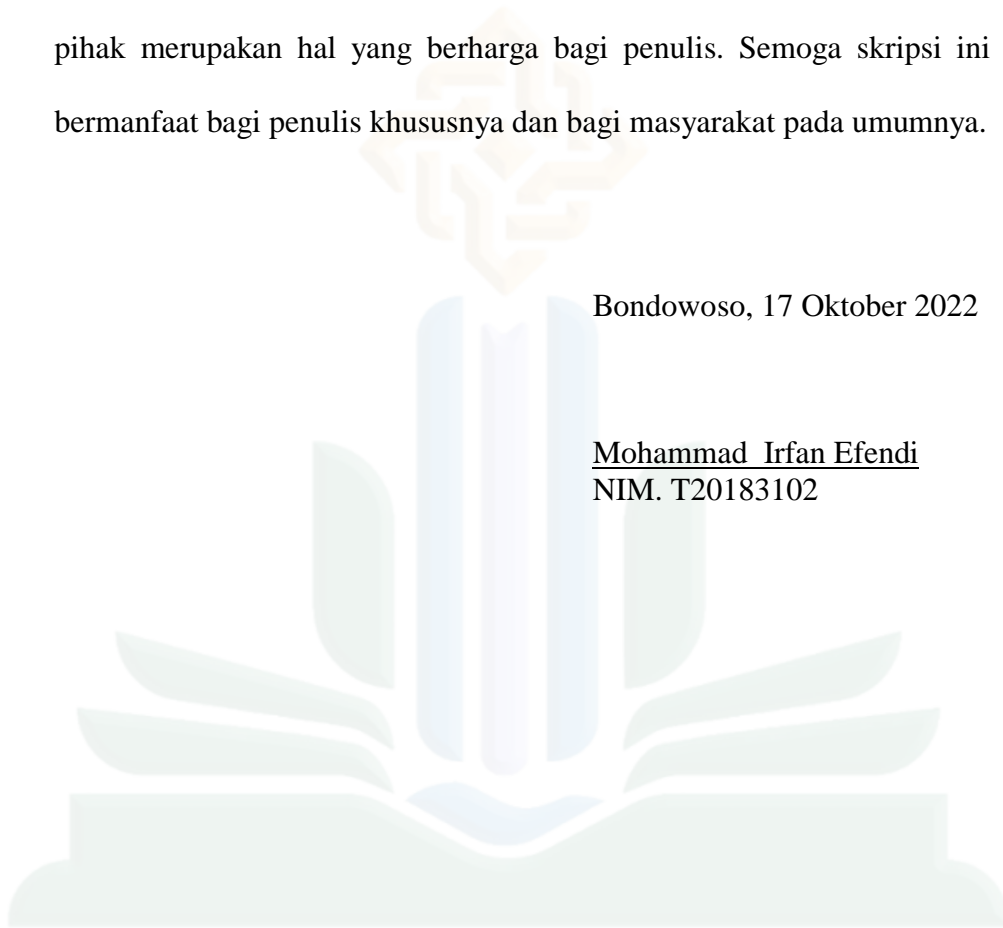 pihak merupakan hal yang berharga bagi penulis. Semoga skripsi ini
bermanfaat bagi penulis khususnya dan bagi masyarakat pada umumnya.
Bondowoso, 17 Oktober 2022
Mohammad Irfan Efendi
NIM. T20183102